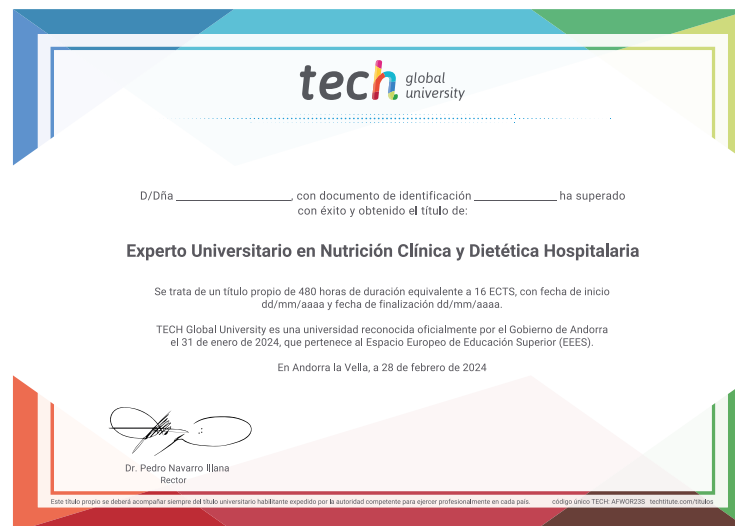 tech global university
D/Dña ____________, con documento de identificación ____________ ha superado
con éxito y obtenido el título de:
Experto Universitario en Nutrición Clínica y Dietética Hospitalaria
Se trata de un título propio de 480 horas de duración equivalente a 16 ECTS, con fecha de inicio
dd/mm/aaaa y fecha de finalización dd/mm/aaaa.
TECH Global University es una universidad reconocida oficialmente por el Gobierno de Andorra
el 31 de enero de 2024, que pertenece al Espacio Europeo de Educación Superior (EEES).
En Andorra la Vella, a 28 de febrero de 2024
Dr. Pedro Navarro Illana
Rector
Este título propio se deberá acompañar siempre del título universitario habilitante expedido por la autoridad competente para ejercer profesionalmente en cada país. código único TECH: AFWOR23S techtitute.com/titulos